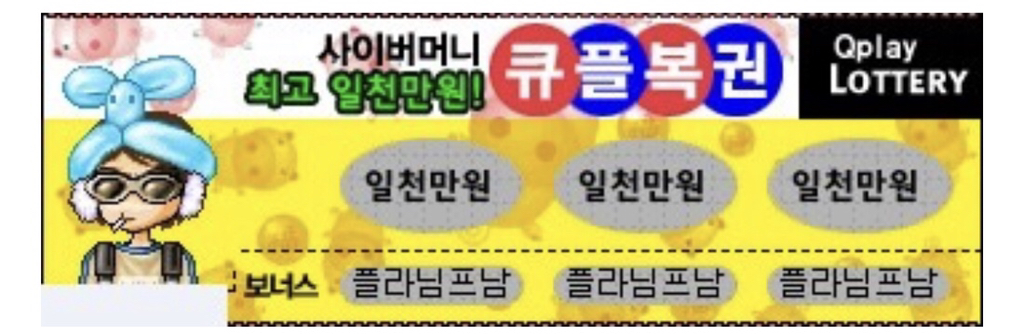 사이버머니
최고 일천만원!
큐플복권
Qplay
LOTTERY
일천만원 일천만원 일천만원
보너스 플라님프남 플라님프남 플라님프남